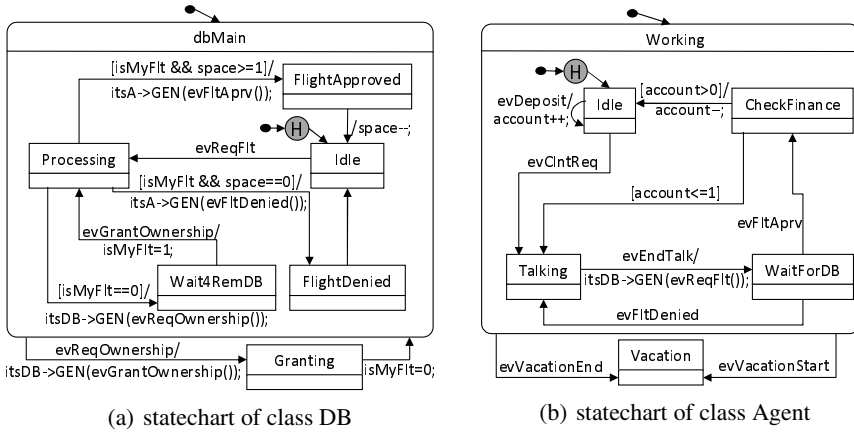 dbMain
[isMyFlt && space>=1]/
itsA->GEN(evFltAprv());
FlightApproved
/space--;
H
Processing
evReqFlt
Idle
[isMyFlt && space==0]/
itsA->GEN(evFltDenied());
evGrantOwnership/
isMyFlt=1;
Wait4RemDB
FlightDenied
[isMyFlt==0]/
itsDB->GEN(evReqOwnership());
evReqOwnership/
itsDB->GEN(evGrantOwnership());
Granting
isMyFlt=0;
(a) statechart of class DB
Working
H
evDeposit/
account++;
Idle
[account>0]/
account–;
CheckFinance
evClntReq
[account<=1]
evFltAprv
Talking
evEndTalk/
itsDB->GEN(evReqFlt());
WaitForDB
evFltDenied
evVacationEnd
Vacation
evVacationStart
(b) statechart of class Agent